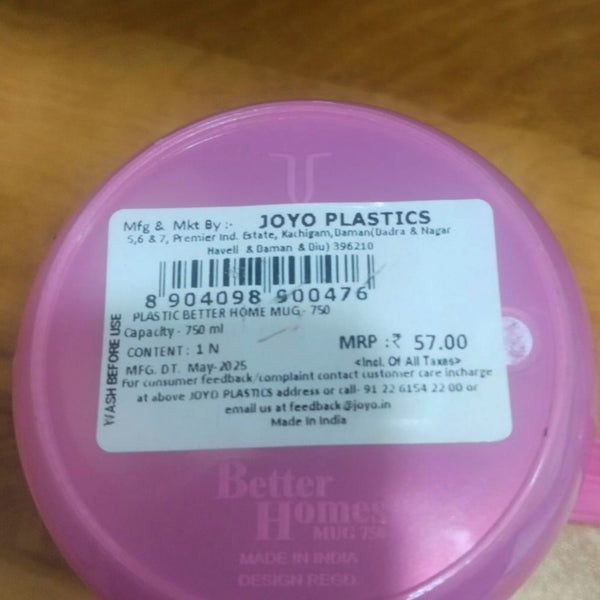 Mfg & Mkt By :- JOYO PLASTICS
5,6 & 7, Premier Ind. Estate, Kachigam,Daman(Dadra & Nagar
Haveli & Daman & Diu) 396210
8 904098 900476
PLASTIC BETTER HOME MUG - 750
Capacity - 750 ml
CONTENT : 1 N
MRP :₹ 57.00
<Incl. Of All Taxes>
MFG. DT. May-2025
For consumer feedback/complaint contact customer care incharge
at above JOYO PLASTICS address or call- 91 22 6154 22 00 or
email us at feedback@joyo.in
Made in India
WASH BEFORE USE
Better
Homes
MUG 750
MADE IN INDIA
DESIGN REGD.